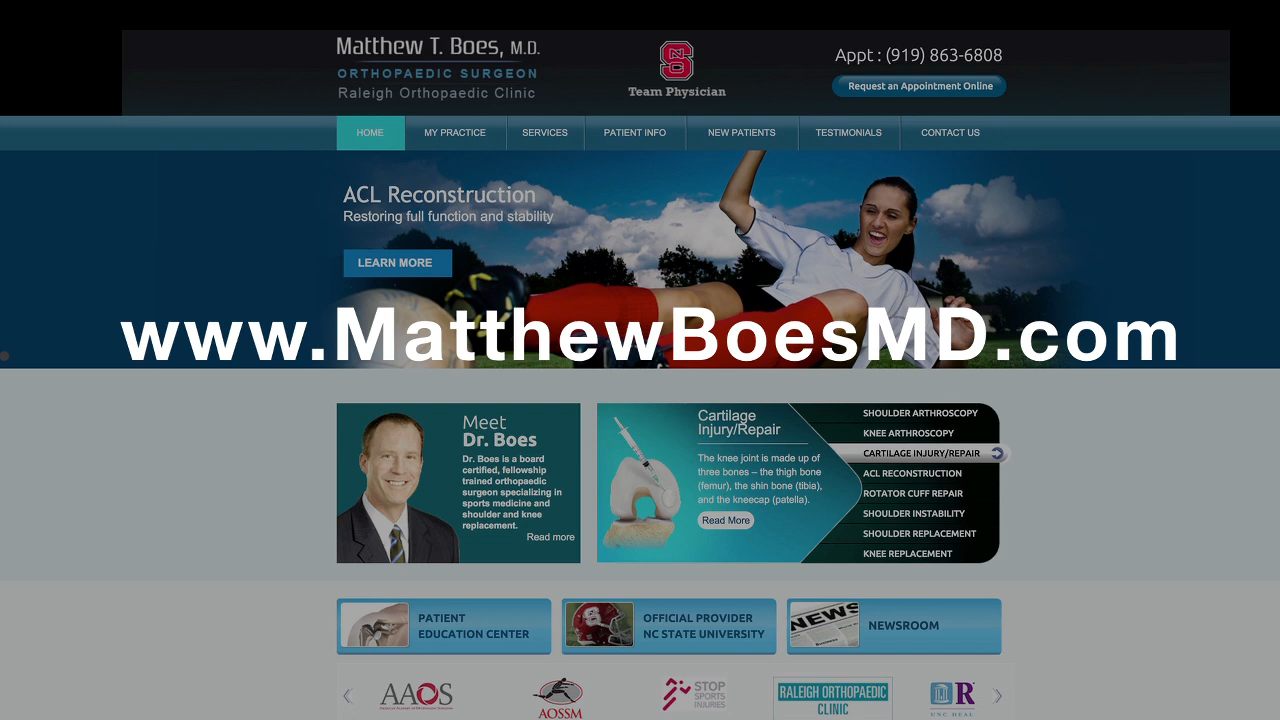 Matthew T. Boes, M.D.
ORTHOPAEDIC SURGEON
Raleigh Orthopaedic Clinic
NC
S
Team Physician
Appt : (919) 863-6808
Request an Appointment Online
HOME
MY PRACTICE
SERVICES
PATIENT INFO
NEW PATIENTS
TESTIMONIALS
CONTACT US
ACL Reconstruction
Restoring full function and stability
LEARN MORE
www.MatthewBoesMD.com
Meet
Dr. Boes
Dr. Boes is a board
certified, fellowship
trained orthopaedic
surgeon specializing in
sports medicine and
shoulder and knee
replacement.
Read more
Cartilage
Injury/Repair
The knee joint is made up of
three bones – the thigh bone
(femur), the shin bone (tibia),
and the kneecap (patella).
Read More
SHOULDER ARTHROSCOPY
KNEE ARTHROSCOPY
CARTILAGE INJURY/REPAIR
ACL RECONSTRUCTION
ROTATOR CUFF REPAIR
SHOULDER INSTABILITY
SHOULDER REPLACEMENT
KNEE REPLACEMENT
PATIENT
EDUCATION CENTER
OFFICIAL PROVIDER
NC STATE UNIVERSITY
NEWS
NEWSROOM
AAOS
AOSSM
STOP
SPORTS
INJURIES
RALEIGH ORTHOPAEDIC
CLINIC
R
UNC HEAL